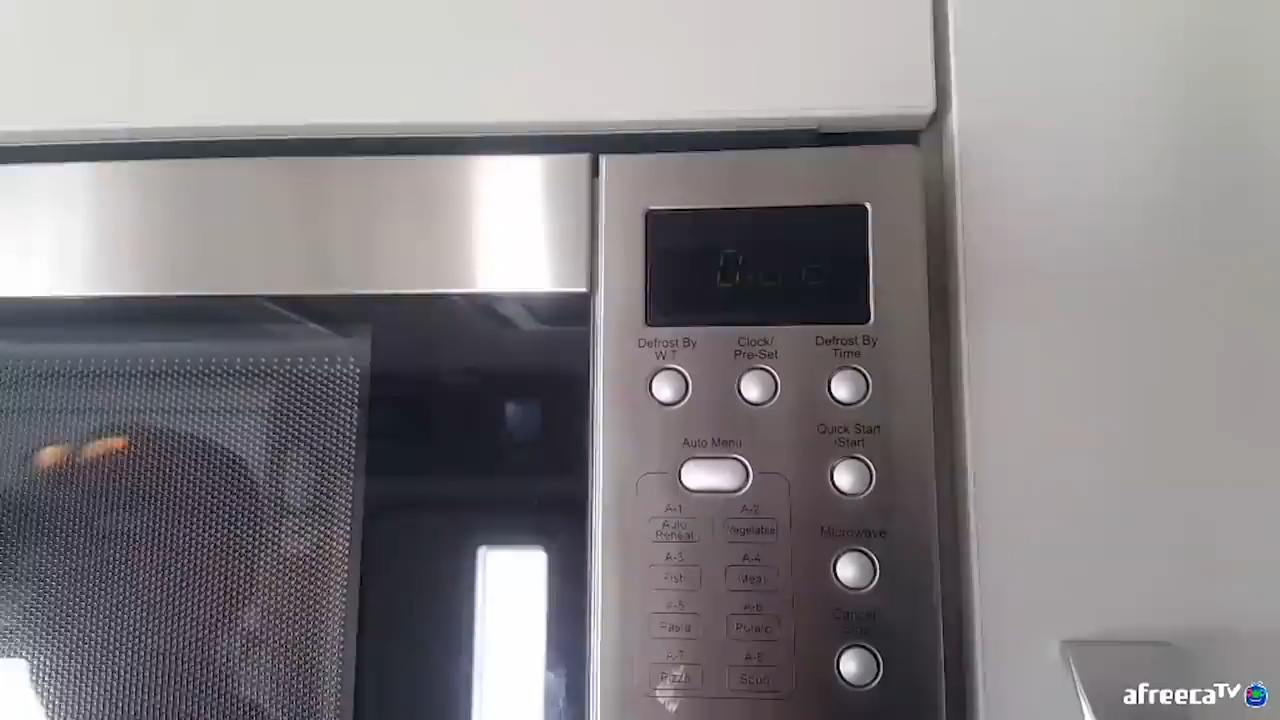 Defrost By
W.T
Clock/
Pre-Set
Defrost By
Time
Quick Start
/Start
Auto Menu
A-1
Auto
Reheat
A-2
Vegetable
Microwave
A-3
Fish
A-4
Meat
A-5
Pasta
A-6
Potato
Cancel
A-7
Pizza
A-8
Soup
afreecaTV